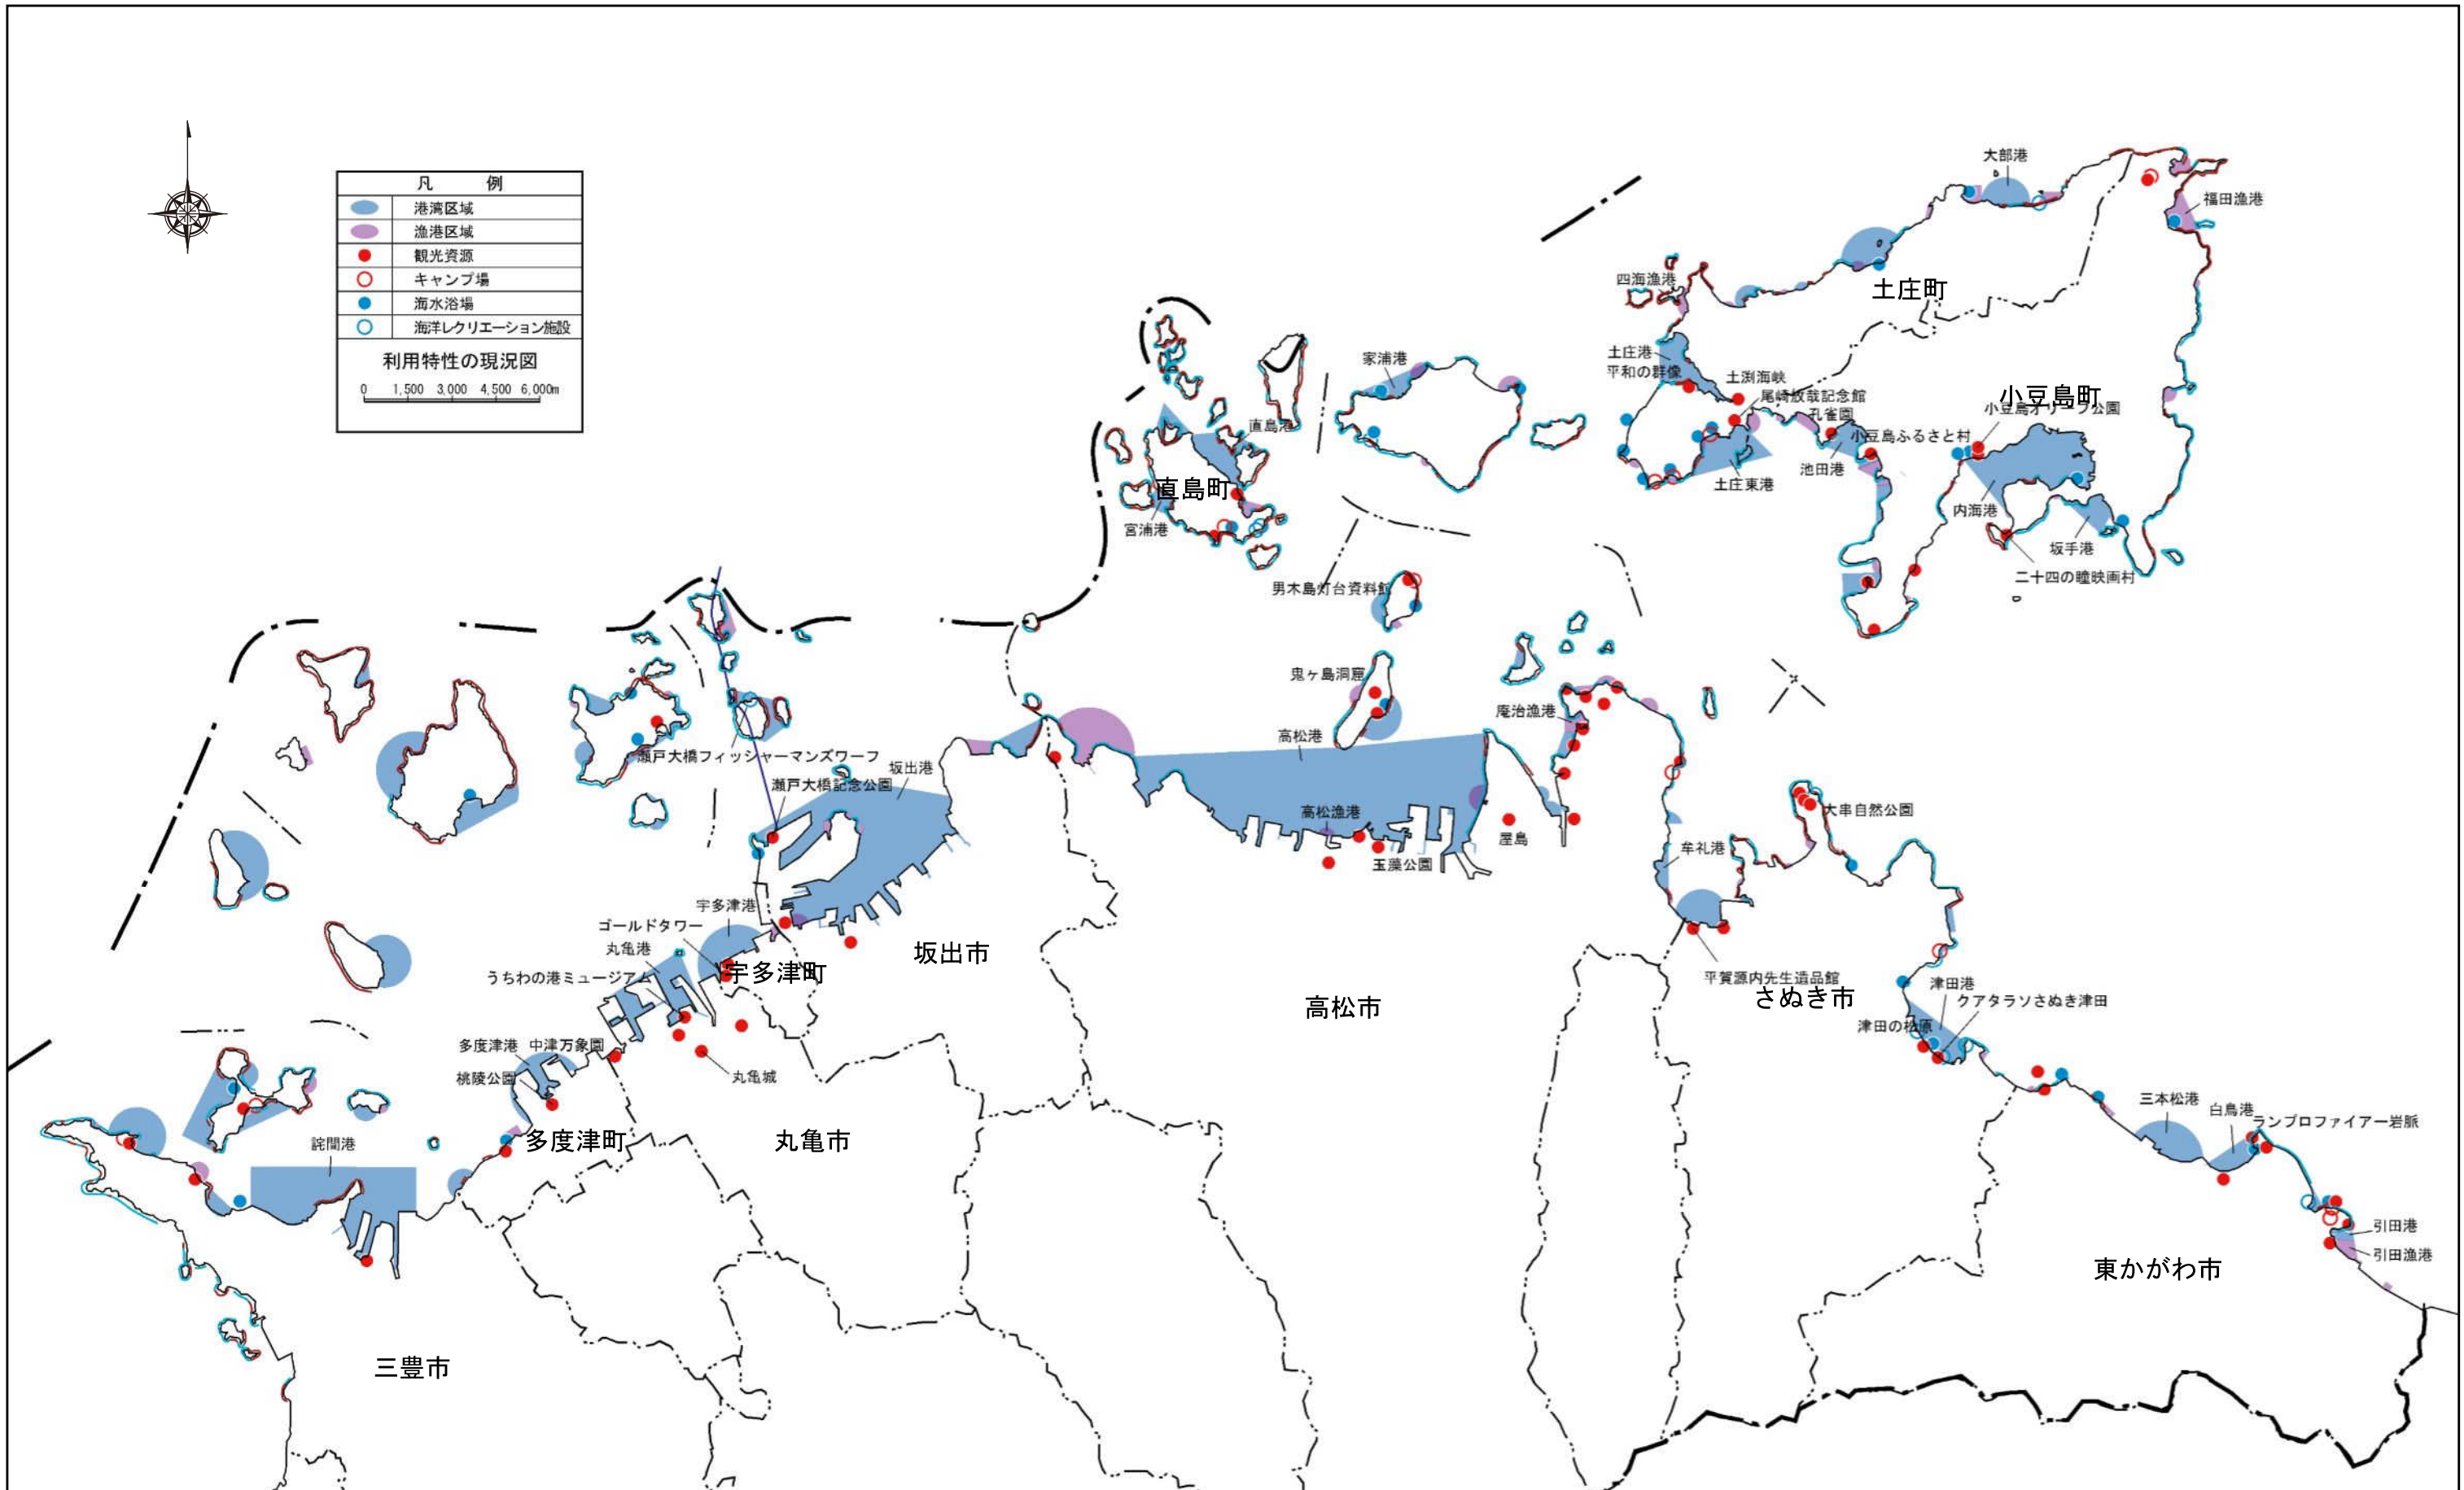 凡 例
港湾区域
漁港区域
観光資源
キャンプ場
海水浴場
海洋レクリエーション施設
利用特性の現況図
0 1,500 3,000 4,500 6,000m
大部港
福田漁港
四海漁港
土庄町
土庄港
平和の群像
土渕海峡
尾崎放哉記念館
孔雀園
小豆島町
小豆島オリーブ公園
小豆島ふるさと村
池田港
土庄東港
内海港
坂手港
二十四の瞳映画村
家浦港
直島港
直島町
宮浦港
男木島灯台資料館
鬼ヶ島洞窟
庵治漁港
高松港
高松漁港
玉藻公園
屋島
大串自然公園
牟礼港
瀬戸大橋フィッシャーマンズワーフ
坂出港
瀬戸大橋記念公園
宇多津港
ゴールドタワー
丸亀港
うちわの港ミュージアム
宇多津町
坂出市
高松市
平賀源内先生遺品館
さぬき市
津田港
クアタラソさぬき津田
津田の松原
多度津港
中津万象園
桃陵公園
丸亀城
多度津町
丸亀市
詫間港
三本松港
白鳥港
ランプロファイアー岩脈
引田港
引田漁港
東かがわ市
三豊市